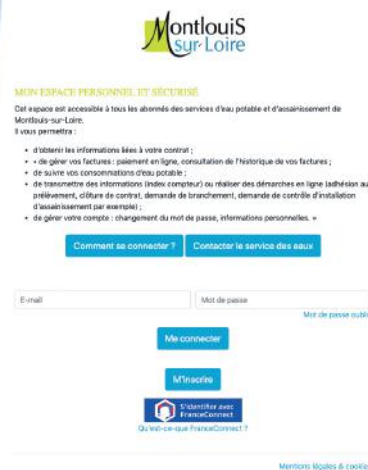 MontlouiS
sur-Loire
MON ESPACE PERSONNEL ET SÉCURISÉ
Cet espace est accessible à tous les abonnés des services d'eau potable et d'assainissement de
Montlouis-sur-Loire.
Il vous permettra :
• d'obtenir les informations liées à votre contrat ;
• « de gérer vos factures : paiement en ligne, consultation de l'historique de vos factures ;
• de suivre vos consommations d'eau potable ;
• de transmettre des informations (index compteur) ou réaliser des démarches en ligne (adhésion au
prélèvement, clôture de contrat, demande de branchement, demande de contrôle d'installation
d'assainissement par exemple) ;
• de gérer votre compte : changement du mot de passe, informations personnelles. »
Comment se connecter ? Contacter le service des eaux
E-mail Mot de passe
Mot de passe oubli
Me connecter
M'inscrire
S'identifier avec
FranceConnect
Qu'est-ce-que FranceConnect ?
Mentions légales & cookie